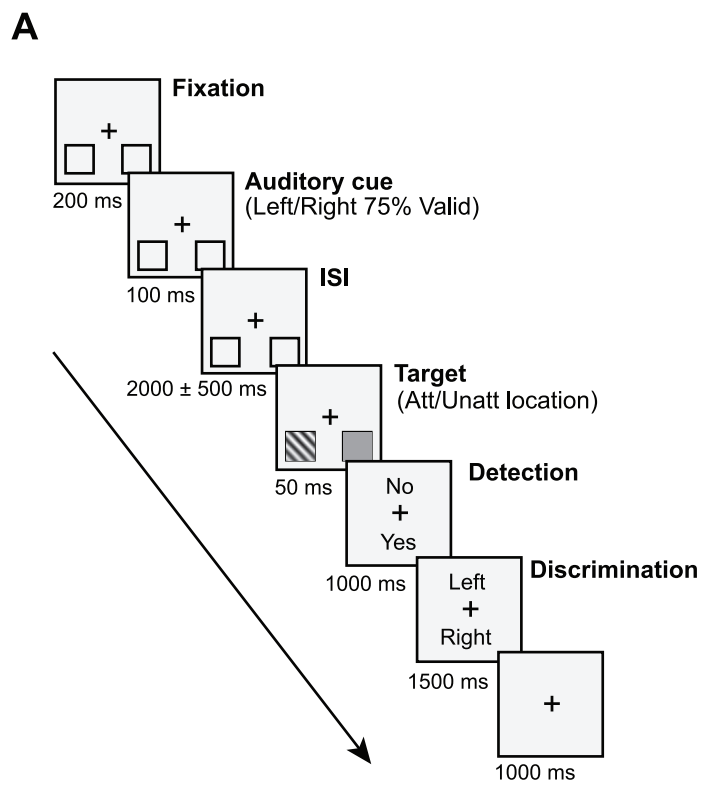 A
Fixation
200 ms
Auditory cue
(Left/Right 75% Valid)
100 ms
ISI
2000 ± 500 ms
Target
(Att/Unatt location)
50 ms
Detection
No
+
Yes
1000 ms
Discrimination
Left
+
Right
1500 ms
1000 ms